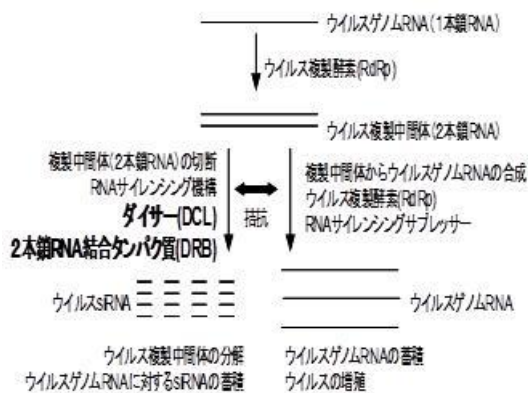 ウイルスゲノムRNA(1本鎖RNA)
ウイルス複製酵素(RdRp)
ウイルス複製中間体(2本鎖RNA)
複製中間体(2本鎖RNA)の切断
RNAサイレンシング機構
ダイサー(DCL)
2本鎖RNA結合タンパク質(DRB)
拮抗
複製中間体からウイルスゲノムRNAの合成
ウイルス複製酵素(RdRp)
RNAサイレンシングサプレッサー
ウイルスsiRNA
ウイルスゲノムRNA
ウイルス複製中間体の分解
ウイルスゲノムRNAに対するsiRNAの蓄積
ウイルスゲノムRNAの蓄積
ウイルスの増殖